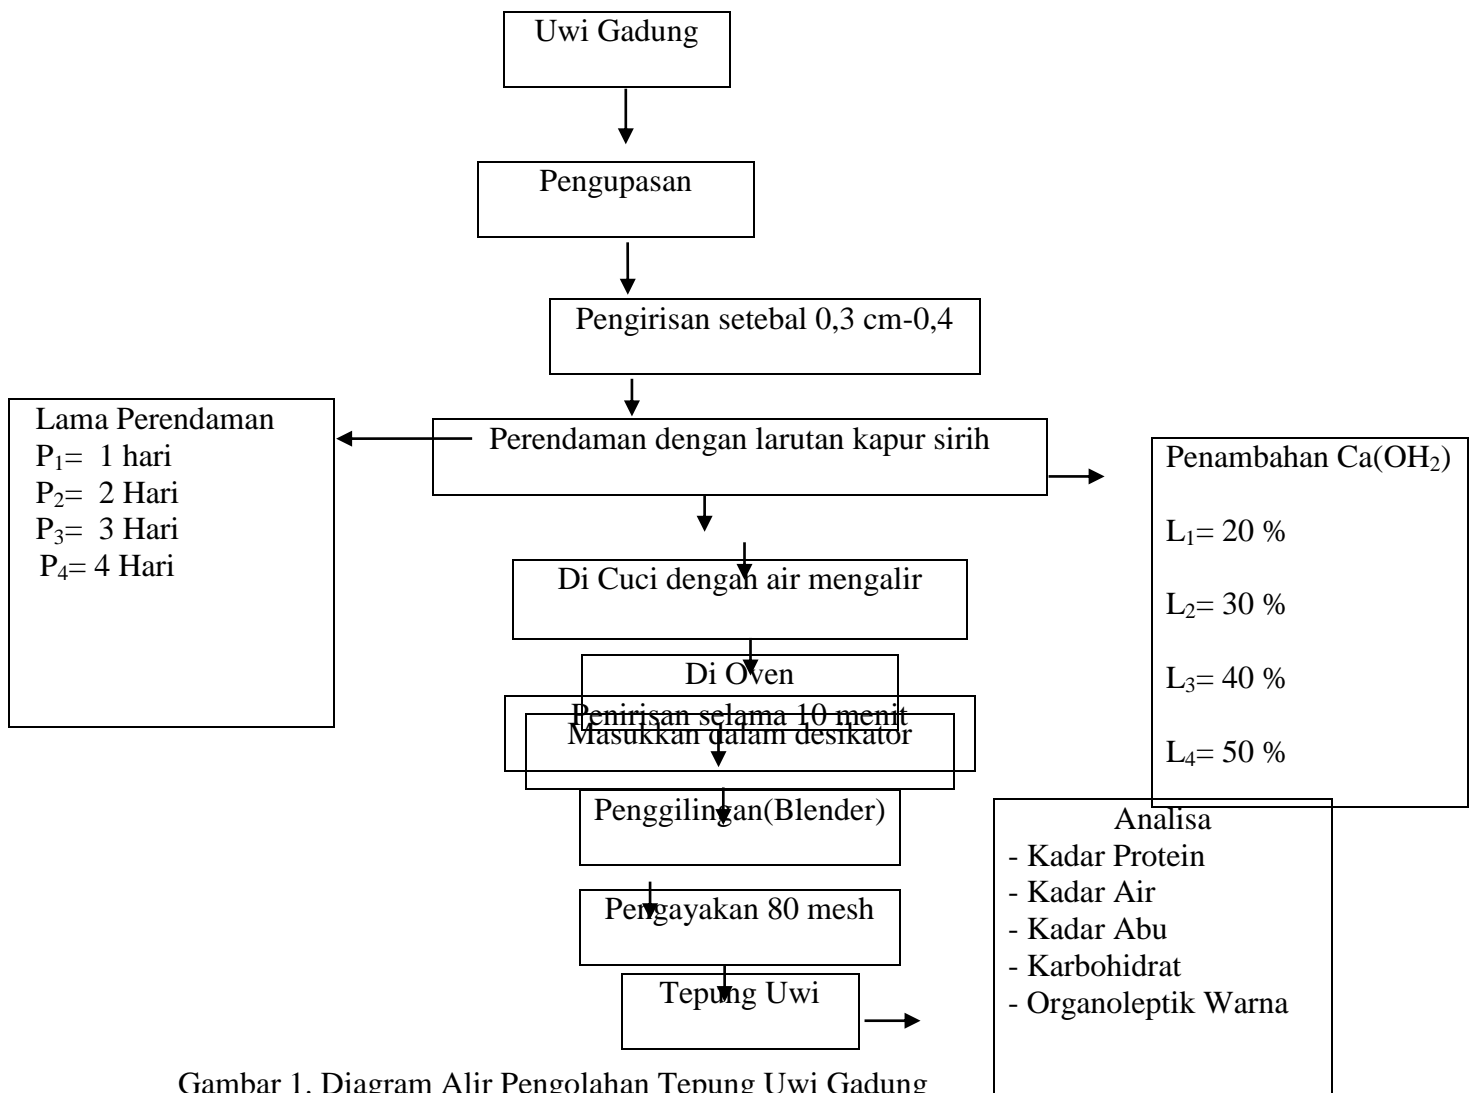 Uwi Gadung
Pengupasan
Pengirisan setebal 0,3 cm-0,4
Lama Perendaman
P₁= 1 hari
P₂= 2 Hari
P₃= 3 Hari
P₄= 4 Hari
Perendaman dengan larutan kapur sirih
Penambahan Ca(OH₂)
L₁= 20 %
L₂= 30 %
L₃= 40 %
L₄= 50 %
Di Cuci dengan air mengalir
Di Oven
Penirisan selama 10 menit
Masukkan dalam desikator
Penggilingan(Blender)
Pengayakan 80 mesh
Tepung Uwi
Analisa
- Kadar Protein
- Kadar Air
- Kadar Abu
- Karbohidrat
- Organoleptik Warna
Gambar 1. Diagram Alir Pengolahan Tepung Uwi Gadung